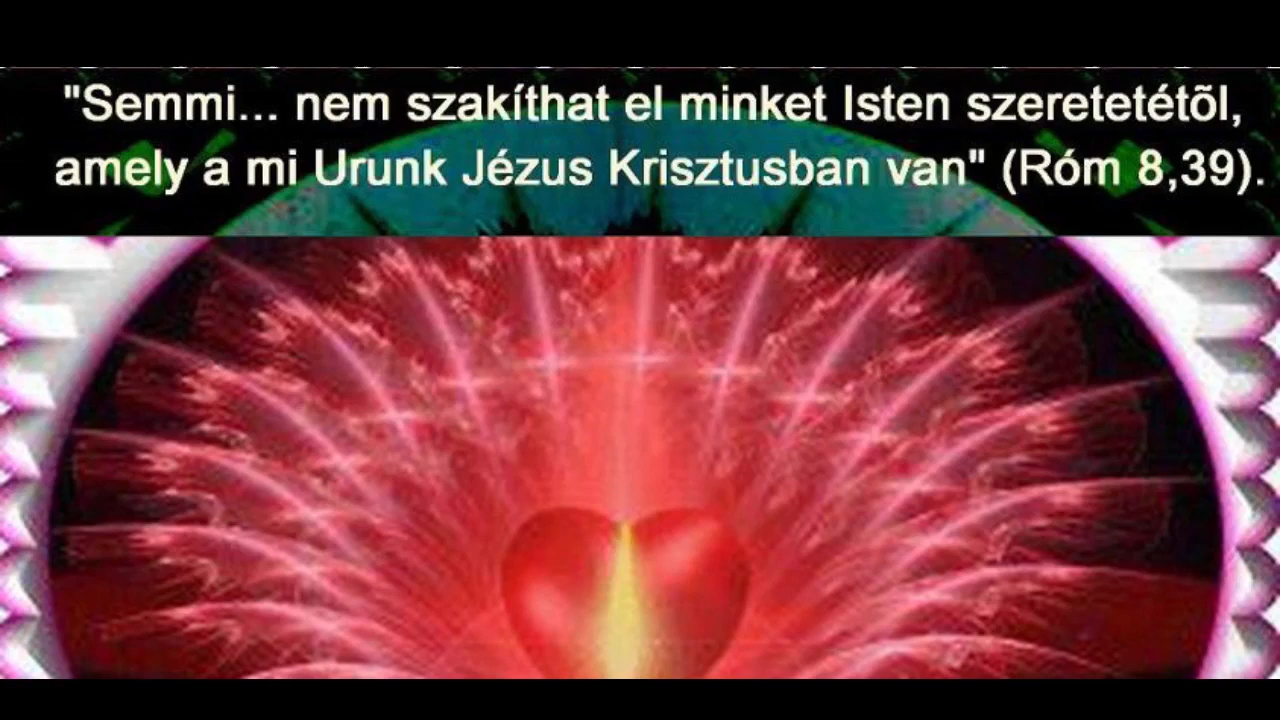 "Semmi... nem szakíthat el minket Isten szeretetétõl,
amely a mi Urunk Jézus Krisztusban van" (Róm 8,39).